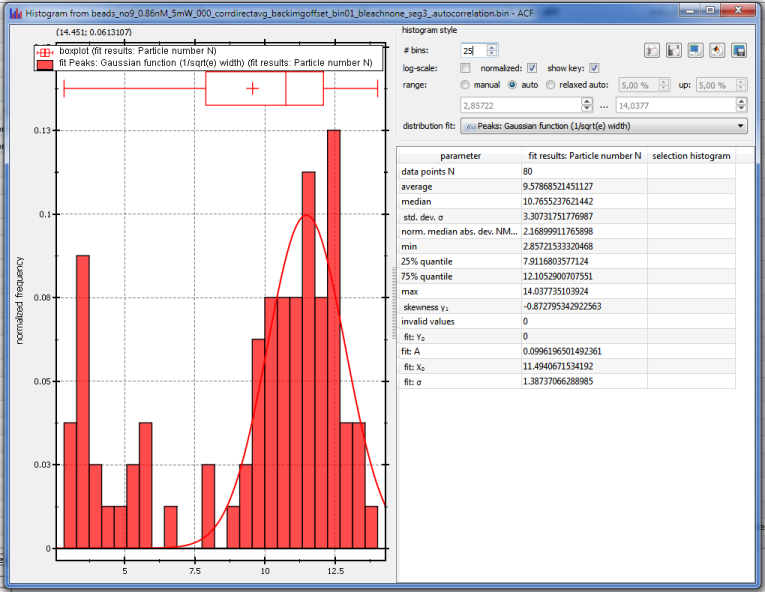 Histogram from beads_no9_0.86nM_5mW_000_corrdirectavg_backimgoffset_bin01_bleachnone_seg3_.autocorrelation.bin - ACF
(14.451; 0.0613107)
boxplot (fit results: Particle number N)
fit Peaks: Gaussian function (1/sqrt(e) width) (fit results: Particle number N)
normalized frequency
0.13
0.1
0.08
0.05
0.03
0
5
7.5
10
12.5
histogram style
# bins: 25
log-scale: normalized: show key:
range: manual auto relaxed auto: 5,00 % up: 5,00 %
2,85722 ... 14,0377
distribution fit: f(x) Peaks: Gaussian function (1/sqrt(e) width)
parameter fit results: Particle number N selection histogram
data points N 80
average 9.57868521451127
median 10.7655237621442
std. dev. σ 3.30731751776987
norm. median abs. dev. NM... 2.16899911765898
min 2.85721533320468
25% quantile 7.9116803577124
75% quantile 12.1052900707551
max 14.037735103924
skewness γ₁ -0.872795342922563
invalid values 0
fit: Y₀ 0
fit: A 0.0996196501492361
fit: X₀ 11.4940671534192
fit: σ 1.38737066288985